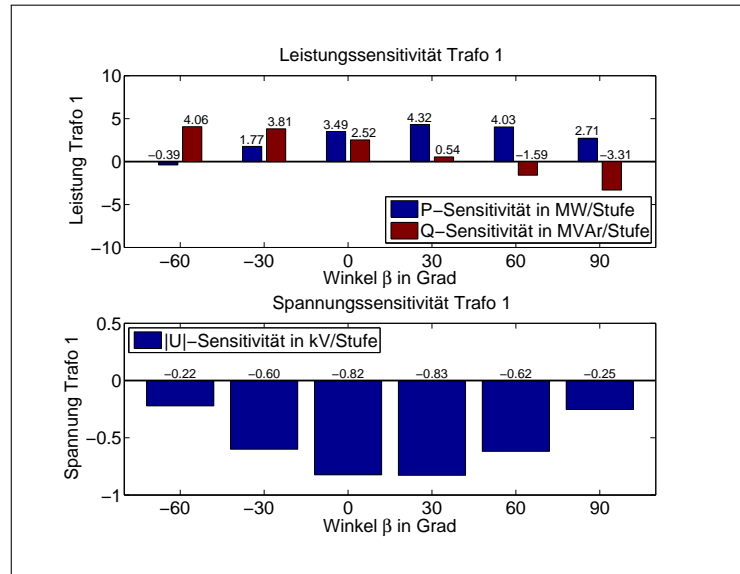 Leistungssensitivität Trafo 1
10
5
0
−5
−10
Leistung Trafo 1
−0.39
4.06
1.77
3.81
3.49
2.52
4.32
0.54
4.03
−1.59
2.71
−3.31
P−Sensitivität in MW/Stufe
Q−Sensitivität in MVAr/Stufe
−60 −30 0 30 60 90
Winkel β in Grad
Spannungssensitivität Trafo 1
0.5
0
−0.5
−1
Spannung Trafo 1
|U|−Sensitivität in kV/Stufe
−0.22 −0.60 −0.82 −0.83 −0.62 −0.25
−60 −30 0 30 60 90
Winkel β in Grad